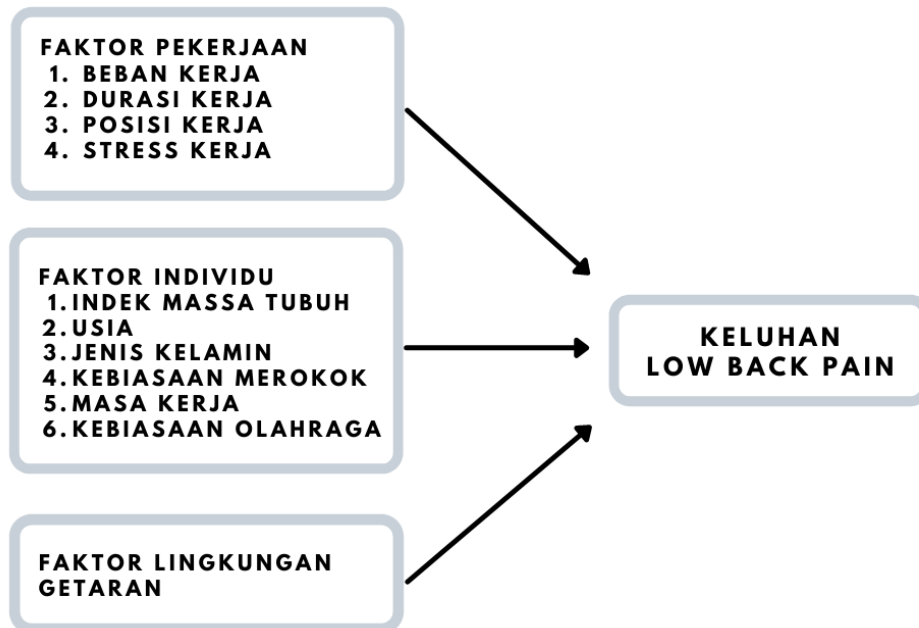 FAKTOR PEKERJAAN
1. BEBAN KERJA
2. DURASI KERJA
3. POSISI KERJA
4. STRESS KERJA
FAKTOR INDIVIDU
1.INDEK MASSA TUBUH
2.USIA
3.JENIS KELAMIN
4.KEBIASAAN MEROKOK
5.MASA KERJA
6.KEBIASAAN OLAHRAGA
FAKTOR LINGKUNGAN
GETARAN
KELUHAN
LOW BACK PAIN